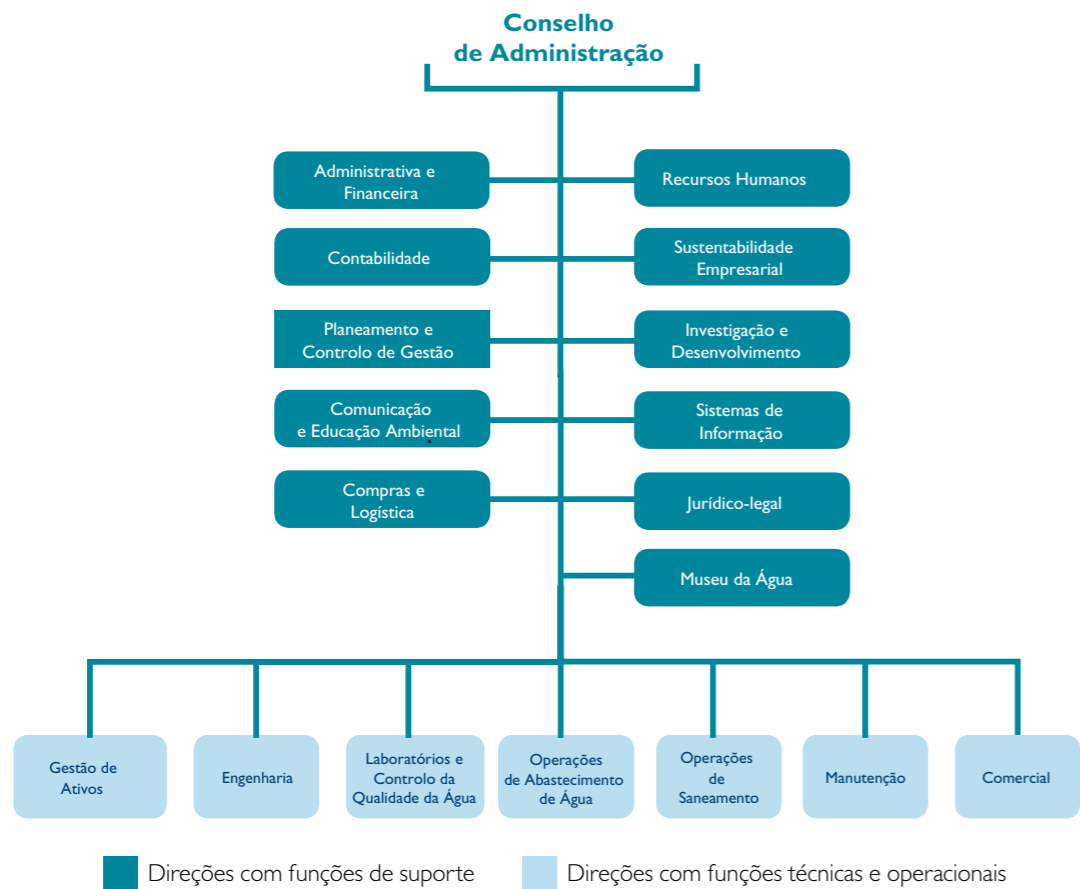 Conselho
de Administração
Administrativa e
Financeira
Recursos Humanos
Contabilidade
Sustentabilidade
Empresarial
Planeamento e
Controlo de Gestão
Investigação e
Desenvolvimento
Comunicação
e Educação Ambiental
Sistemas de
Informação
Compras e
Logística
Jurídico-legal
Museu da Água
Gestão de
Ativos
Engenharia
Laboratórios e
Controlo da
Qualidade da Água
Operações
de Abastecimento
de Água
Operações
de
Saneamento
Manutenção
Comercial
Direções com funções de suporte
Direções com funções técnicas e operacionais